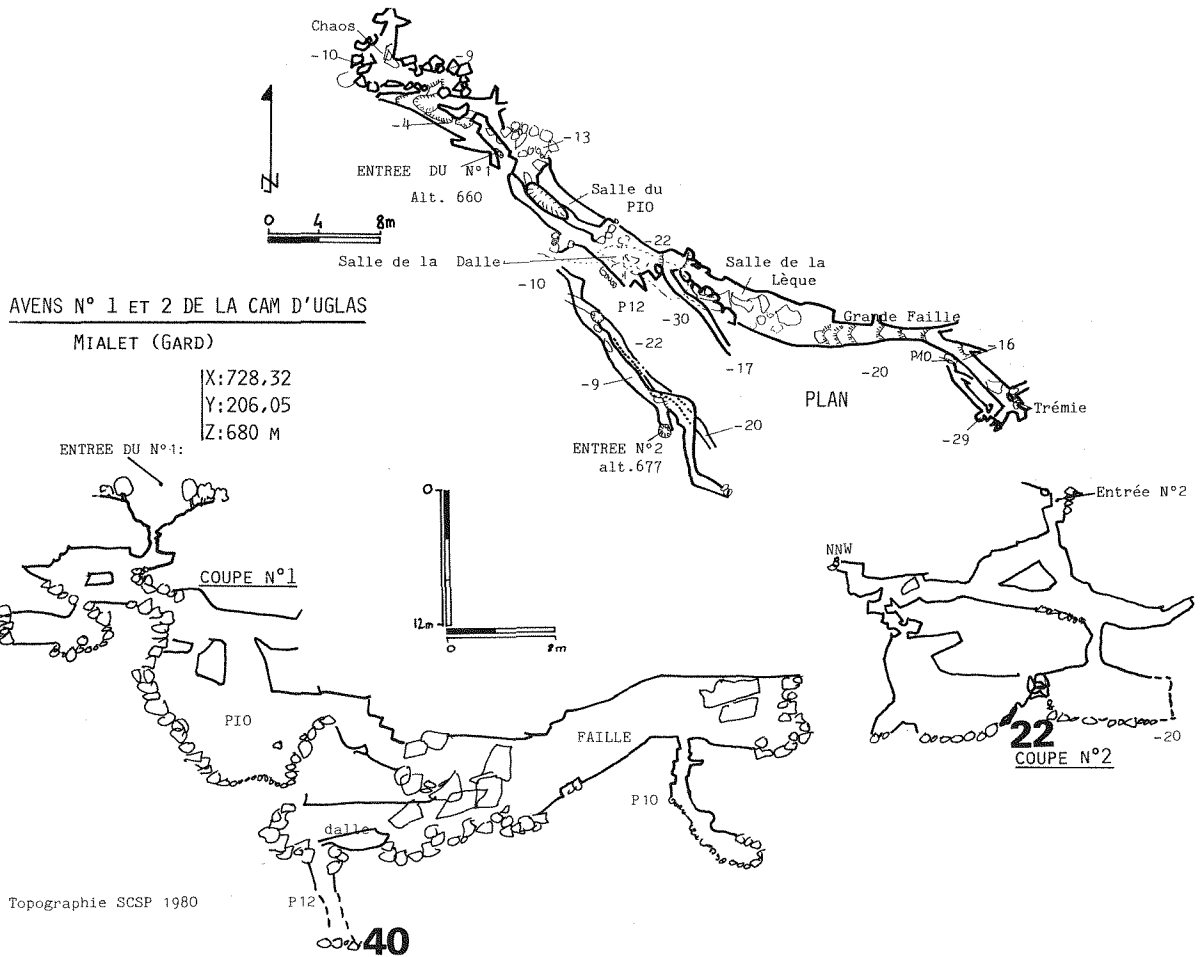 Chaos
-10
-9
-4
-13
ENTREE DU N°1
Alt. 660
N
0 4 8m
Salle du
PIO
Salle de la Dalle
-22
-10
P12
-30
Salle de la
Lèque
Grande Faille
-22
-9
-17
-20
P10
-16
PLAN
Trémie
-29
-20
ENTREE N°2
alt.677
AVENS N° 1 ET 2 DE LA CAM D'UGLAS
MIALET (GARD)
X:728,32
Y:206,05
Z:680 M
ENTREE DU N°1:
COUPE N°1
0
12m
0 8m
PIO
FAILLE
P10
dalle
P12
40
Entrée N°2
NNW
22
-20
COUPE N°2
Topographie SCSP 1980